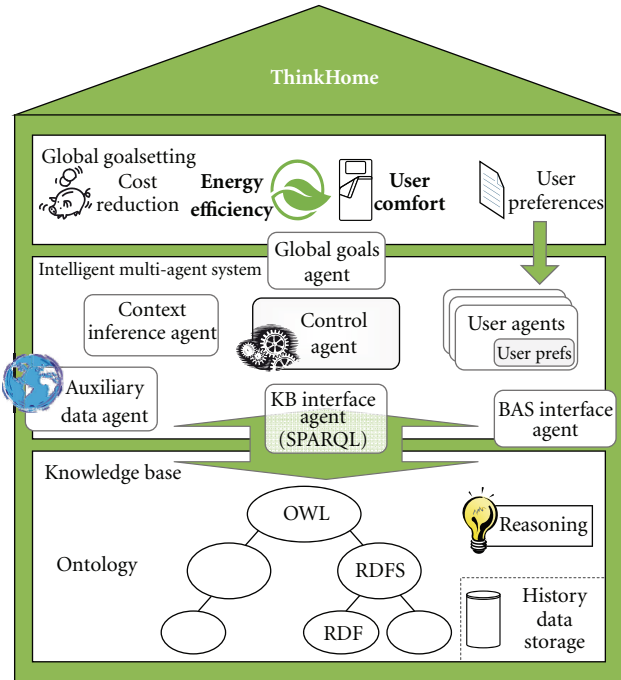 ThinkHome
Global goalsetting
Cost
reduction
Energy
efficiency
User
comfort
User
preferences
Global goals
agent
Intelligent multi-agent system
Context
inference agent
Control
agent
User agents
User prefs
Auxiliary
data agent
KB interface
agent
(SPARQL)
BAS interface
agent
Knowledge base
OWL
Reasoning
Ontology
RDFS
RDF
History
data
storage